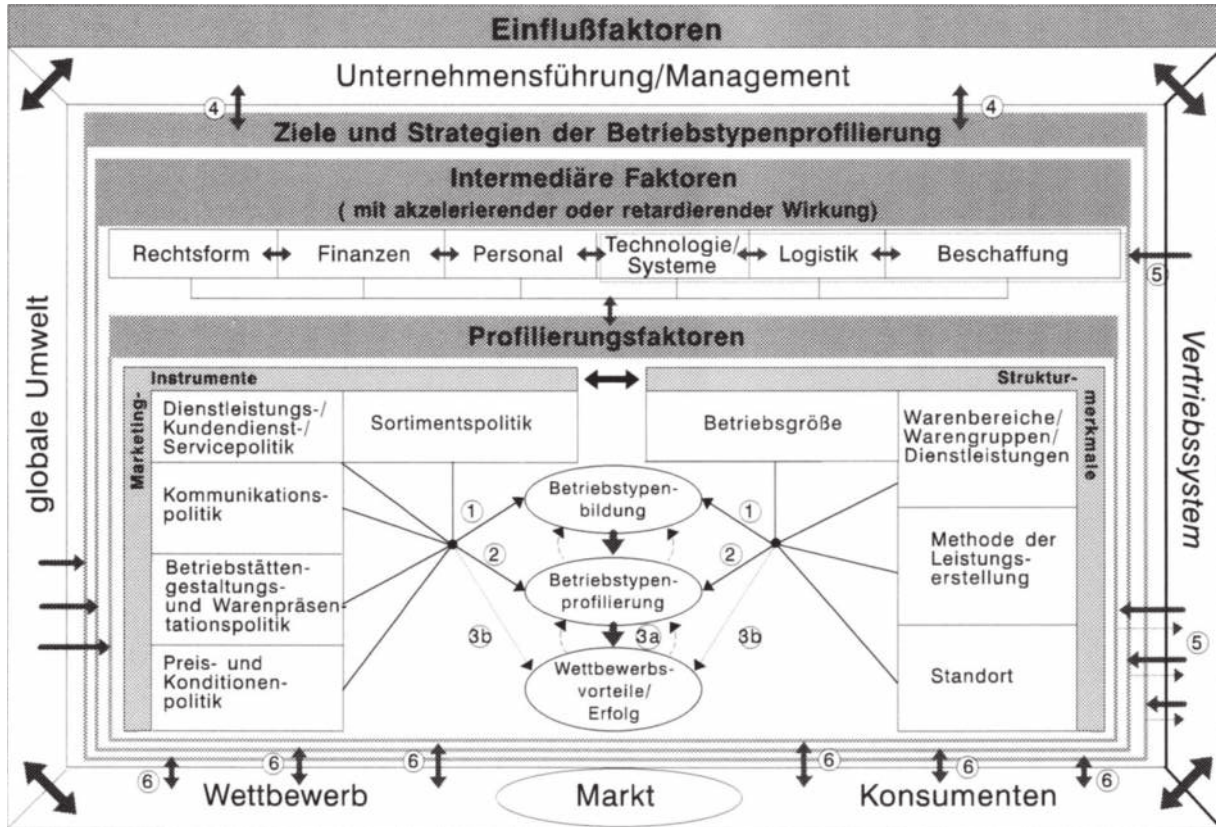 Einflußfaktoren
Unternehmensführung/Management
4
4
Ziele und Strategien der Betriebstypenprofilierung
Intermediäre Faktoren
( mit akzelerierender oder retardierender Wirkung)
Rechtsform
Finanzen
Personal
Technologie/
Systeme
Logistik
Beschaffung
5
globale Umwelt
Vertriebssystem
Profilierungsfaktoren
Marketing-
Instrumente
Struktur-
merkmale
Dienstleistungs-/
Kundendienst-/
Servicepolitik
Sortimentspolitik
Betriebsgröße
Warenbereiche/
Warengruppen/
Dienstleistungen
Kommunikations-
politik
1
Betriebstypen-
bildung
1
2
2
Methode der
Leistungs-
erstellung
Betriebstätten-
gestaltungs-
und Warenpräsen
tationspolitik
Betriebstypen-
profilierung
3b
3a
3b
5
Preis- und
Konditionen-
politik
Wettbewerbs-
vorteile/
Erfolg
Standort
6
6
6
6
6
6
Wettbewerb
Markt
Konsumenten